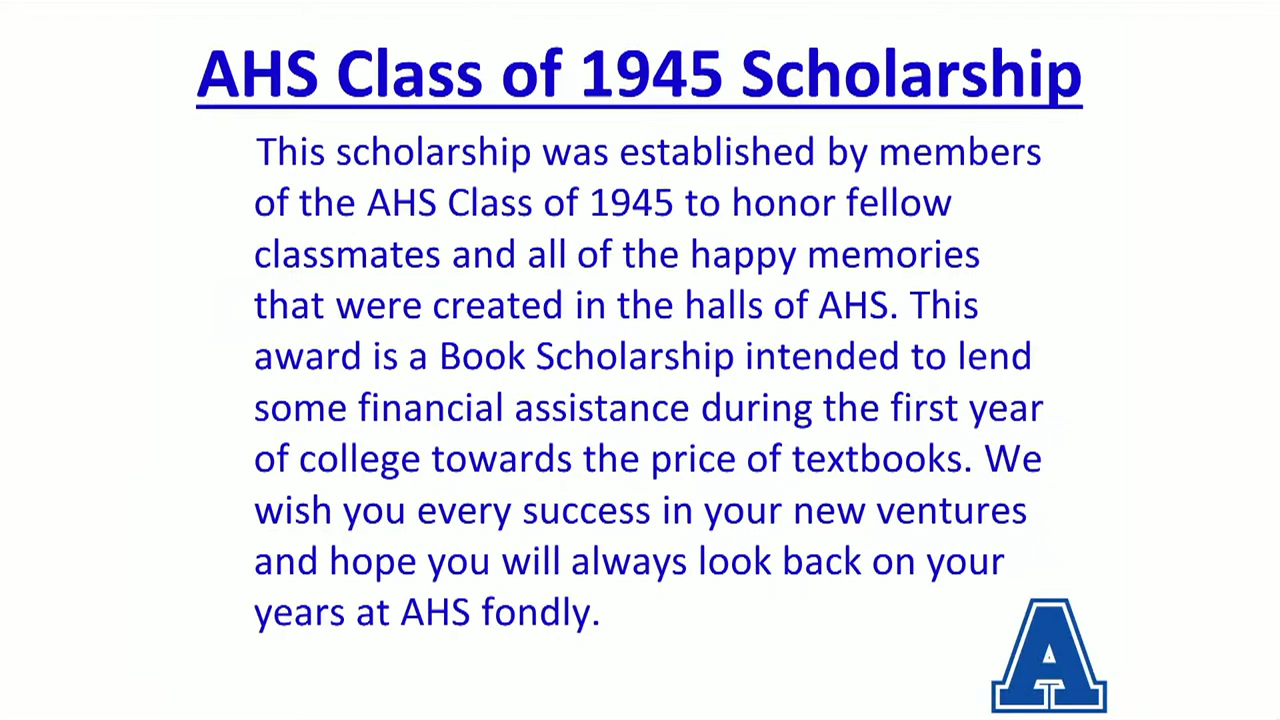 AHS Class of 1945 Scholarship
This scholarship was established by members
of the AHS Class of 1945 to honor fellow
classmates and all of the happy memories
that were created in the halls of AHS. This
award is a Book Scholarship intended to lend
some financial assistance during the first year
of college towards the price of textbooks. We
wish you every success in your new ventures
and hope you will always look back on your
years at AHS fondly.
A